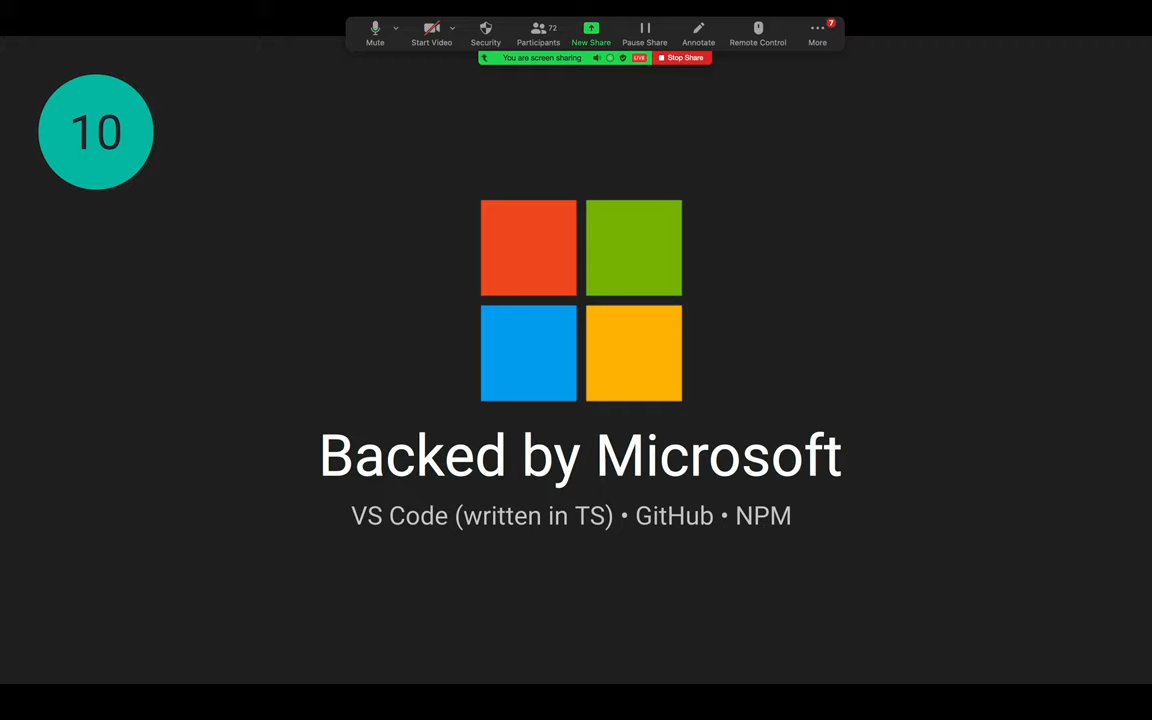 72
7
Mute
Start Video
Security
Participants
New Share
Pause Share
Annotate
Remote Control
More
You are screen sharing
LIVE
Stop Share
10
Backed by Microsoft
VS Code (written in TS) • GitHub • NPM